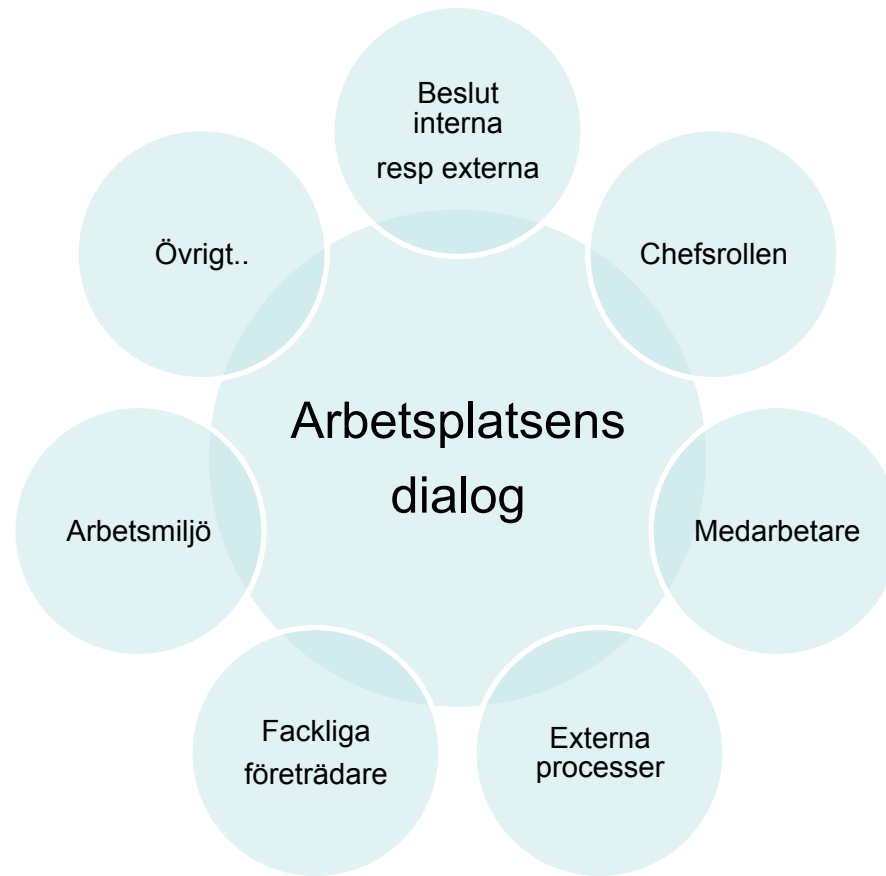 Beslut
interna
resp externa
Övrigt..
Chefsrollen
Arbetsplatsens
dialog
Arbetsmiljö
Medarbetare
Fackliga
företrädare
Externa
processer